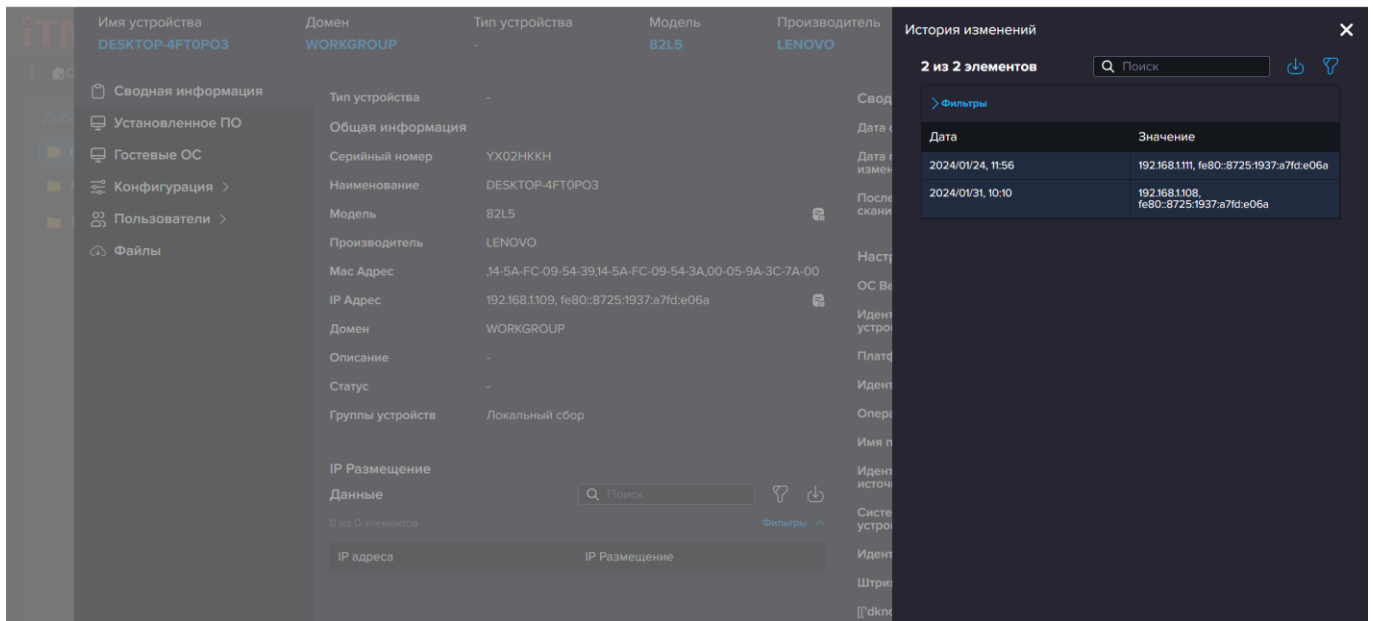 Имя устройства
DESKTOP-4FT0PO3
Домен
WORKGROUP
Тип устройства
-
Модель
82L5
Производитель
LENOVO
Сводная информация
Установленное ПО
Гостевые ОС
Конфигурация >
Пользователи >
Файлы
Тип устройства -
Общая информация
Серийный номер YX02HKKH
Наименование DESKTOP-4FT0PO3
Модель 82L5
Производитель LENOVO
Mac Адрес ,14-5A-FC-09-54-39,14-5A-FC-09-54-3A,00-05-9A-3C-7A-00
IP Адрес 192.168.1.109, fe80::8725:1937:a7fd:e06a
Домен WORKGROUP
Описание -
Статус -
Группы устройств Локальный сбор
IP Размещение
Данные Поиск
0 из 0 элементов Фильтры
IP адреса IP Размещение
История изменений
2 из 2 элементов Поиск
Фильтры
Дата Значение
2024/01/24, 11:56 192.168.1.111, fe80::8725:1937:a7fd:e06a
2024/01/31, 10:10 192.168.1.108,
fe80::8725:1937:a7fd:e06a